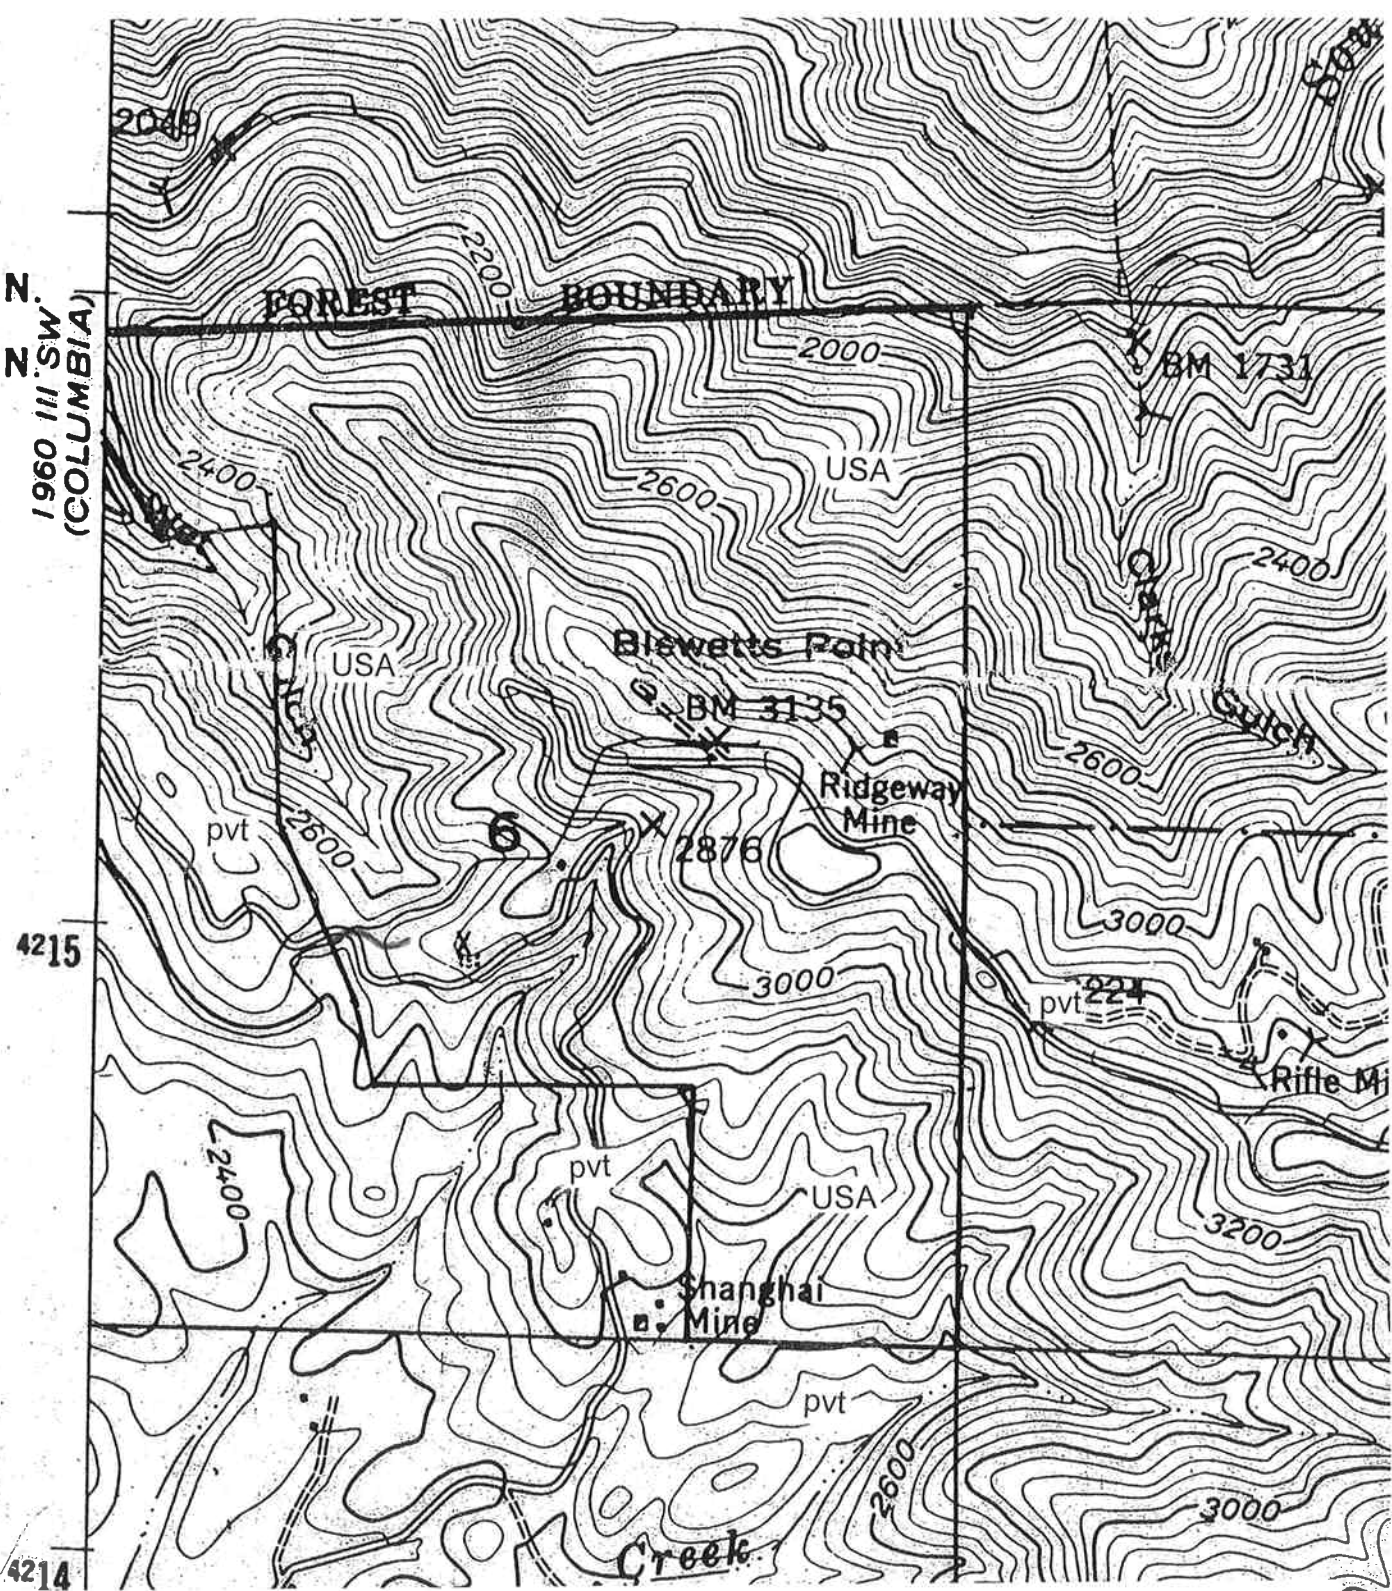 2049
N.
N.
1960 III SW
(COLUMBIA)
2200
FOREST BOUNDARY
2000
BM 1731
USA
2400
2600
2400
Clarks
Gulch
USA
Blswetts Point
BM 3135
2600
Ridgeway
Mine
pvt
2600
6
2876
3000
4215
3000
pvt 224
Rifle Mi
2400
pvt
USA
3200
Shanghai
Mine
pvt
2600
3000
Creek
4214